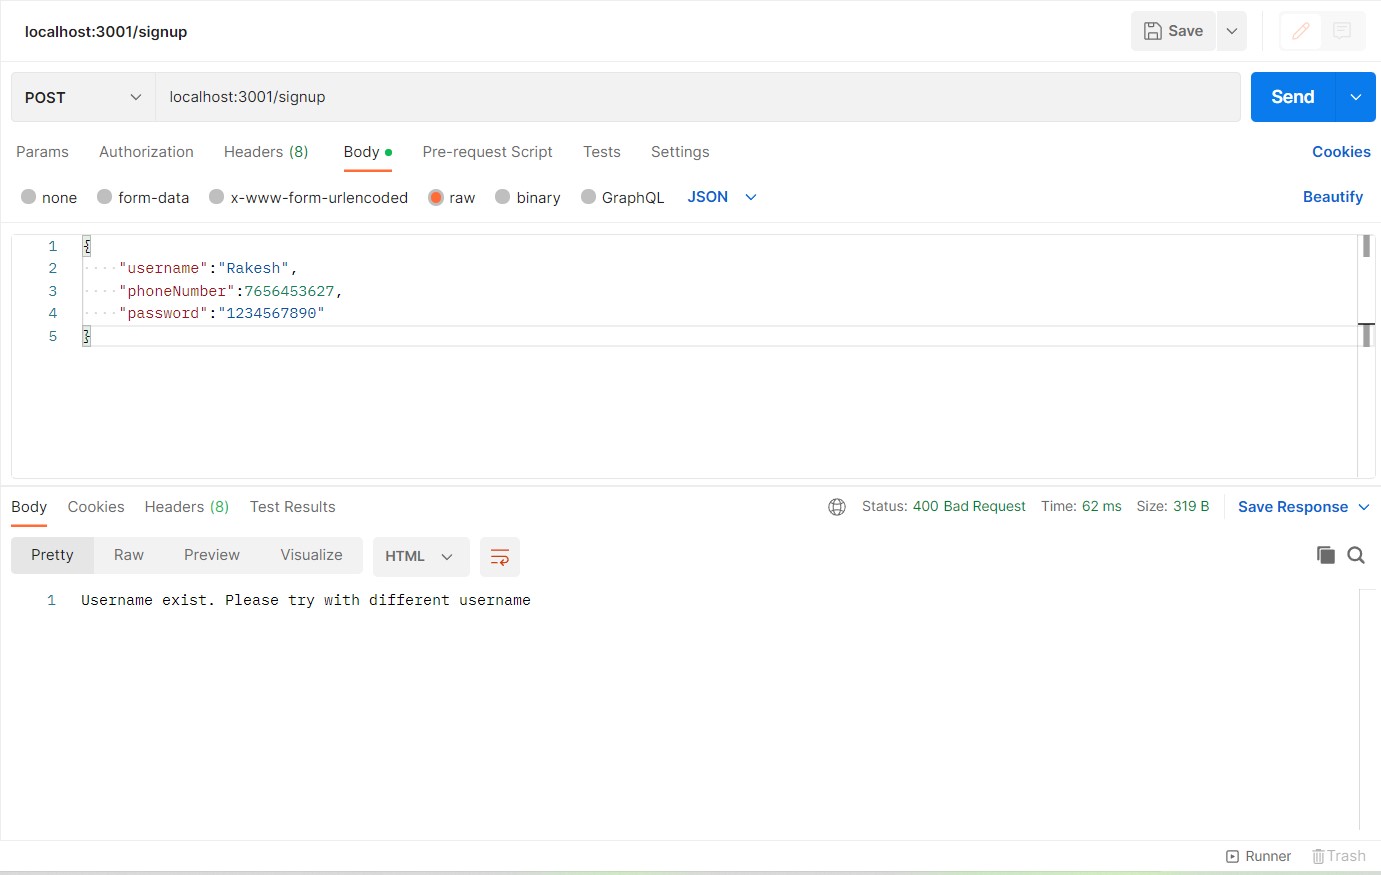 localhost:3001/signup
Save
POST localhost:3001/signup Send
Params Authorization Headers (8) Body Pre-request Script Tests Settings Cookies
none form-data x-www-form-urlencoded raw binary GraphQL JSON Beautify
1 {
2 ····"username":"Rakesh",
3 ····"phoneNumber":7656453627,
4 ····"password":"1234567890"
5 }
Body Cookies Headers (8) Test Results Status: 400 Bad Request Time: 62 ms Size: 319 B Save Response
Pretty Raw Preview Visualize HTML
1 Username exist. Please try with different username
Runner Trash